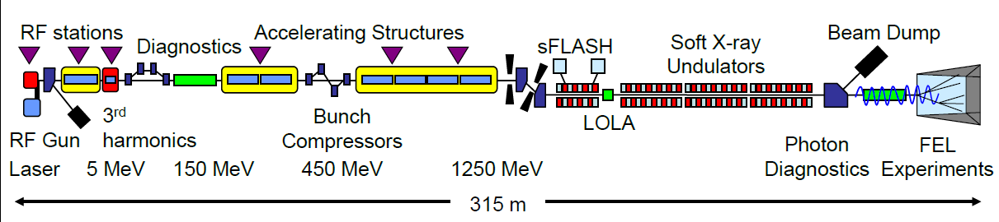 RF stations
Diagnostics
Accelerating Structures
sFLASH
Soft X-ray
Undulators
Beam Dump
RF Gun
3rd
harmonics
Bunch
Compressors
LOLA
Photon
Diagnostics
FEL
Experiments
Laser
5 MeV
150 MeV
450 MeV
1250 MeV
315 m